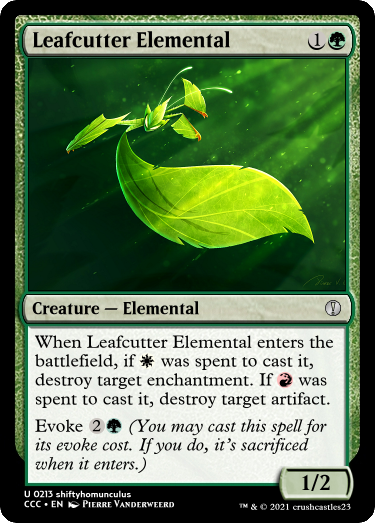 Leafcutter Elemental 1
Creature — Elemental
When Leafcutter Elemental enters the
battlefield, if was spent to cast it,
destroy target enchantment. If was
spent to cast it, destroy target artifact.
Evoke 2 (You may cast this spell for
its evoke cost. If you do, it's sacrificed
when it enters.)
1/2
U 0213 shiftyhomunculus
CCC • EN Pierre Vanderweerd
™ & © 2021 crushcastles23